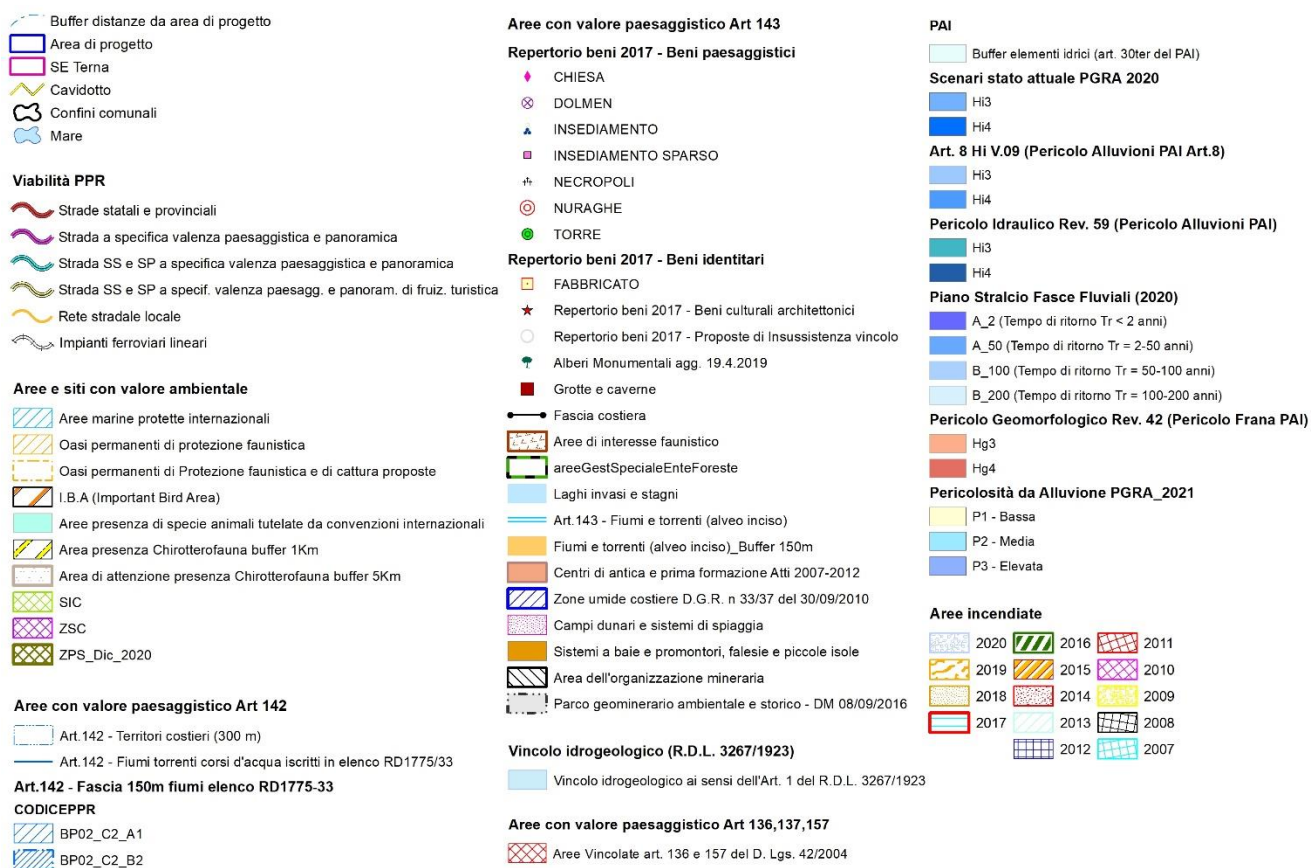 Buffer distanze da area di progetto
Area di progetto
SE Terna
Cavidotto
Confini comunali
Mare
Viabilità PPR
Strade statali e provinciali
Strada a specifica valenza paesaggistica e panoramica
Strada SS e SP a specifica valenza paesaggistica e panoramica
Strada SS e SP a specif. valenza paesagg. e panoram. di fruiz. turistica
Rete stradale locale
Impianti ferroviari lineari
Aree e siti con valore ambientale
Aree marine protette internazionali
Oasi permanenti di protezione faunistica
Oasi permanenti di Protezione faunistica e di cattura proposte
I.B.A (Important Bird Area)
Aree presenza di specie animali tutelate da convenzioni internazionali
Area presenza Chirotterofauna buffer 1Km
Area di attenzione presenza Chirotterofauna buffer 5Km
SIC
ZSC
ZPS_Dic_2020
Aree con valore paesaggistico Art 142
Art.142 - Territori costieri (300 m)
Art.142 - Fiumi torrenti corsi d'acqua iscritti in elenco RD1775/33
Art.142 - Fascia 150m fiumi elenco RD1775-33
CODICEPPR
BP02_C2_A1
BP02_C2_B2
Aree con valore paesaggistico Art 143
Repertorio beni 2017 - Beni paesaggistici
CHIESA
DOLMEN
INSEDIAMENTO
INSEDIAMENTO SPARSO
NECROPOLI
NURAGHE
TORRE
Repertorio beni 2017 - Beni identitari
FABBRICATO
Repertorio beni 2017 - Beni culturali architettonici
Repertorio beni 2017 - Proposte di Insussistenza vincolo
Alberi Monumentali agg. 19.4.2019
Grotte e caverne
Fascia costiera
Aree di interesse faunistico
areeGestSpecialeEnteForeste
Laghi invasi e stagni
Art.143 - Fiumi e torrenti (alveo inciso)
Fiumi e torrenti (alveo inciso)_Buffer 150m
Centri di antica e prima formazione Atti 2007-2012
Zone umide costiere D.G.R. n 33/37 del 30/09/2010
Campi dunari e sistemi di spiaggia
Sistemi a baie e promontori, falesie e piccole isole
Area dell'organizzazione mineraria
Parco geominerario ambientale e storico - DM 08/09/2016
Vincolo idrogeologico (R.D.L. 3267/1923)
Vincolo idrogeologico ai sensi dell'Art. 1 del R.D.L. 3267/1923
Aree con valore paesaggistico Art 136,137,157
Aree Vincolate art. 136 e 157 del D. Lgs. 42/2004
PAI
Buffer elementi idrici (art. 30ter del PAI)
Scenari stato attuale PGRA 2020
Hi3
Hi4
Art. 8 Hi V.09 (Pericolo Alluvioni PAI Art.8)
Hi3
Hi4
Pericolo Idraulico Rev. 59 (Pericolo Alluvioni PAI)
Hi3
Hi4
Piano Stralcio Fasce Fluviali (2020)
A_2 (Tempo di ritorno Tr < 2 anni)
A_50 (Tempo di ritorno Tr = 2-50 anni)
B_100 (Tempo di ritorno Tr = 50-100 anni)
B_200 (Tempo di ritorno Tr = 100-200 anni)
Pericolo Geomorfologico Rev. 42 (Pericolo Frana PAI)
Hg3
Hg4
Pericolosità da Alluvione PGRA_2021
P1 - Bassa
P2 - Media
P3 - Elevata
Aree incendiate
2020 2016 2011
2019 2015 2010
2018 2014 2009
2017 2013 2008
2012 2007